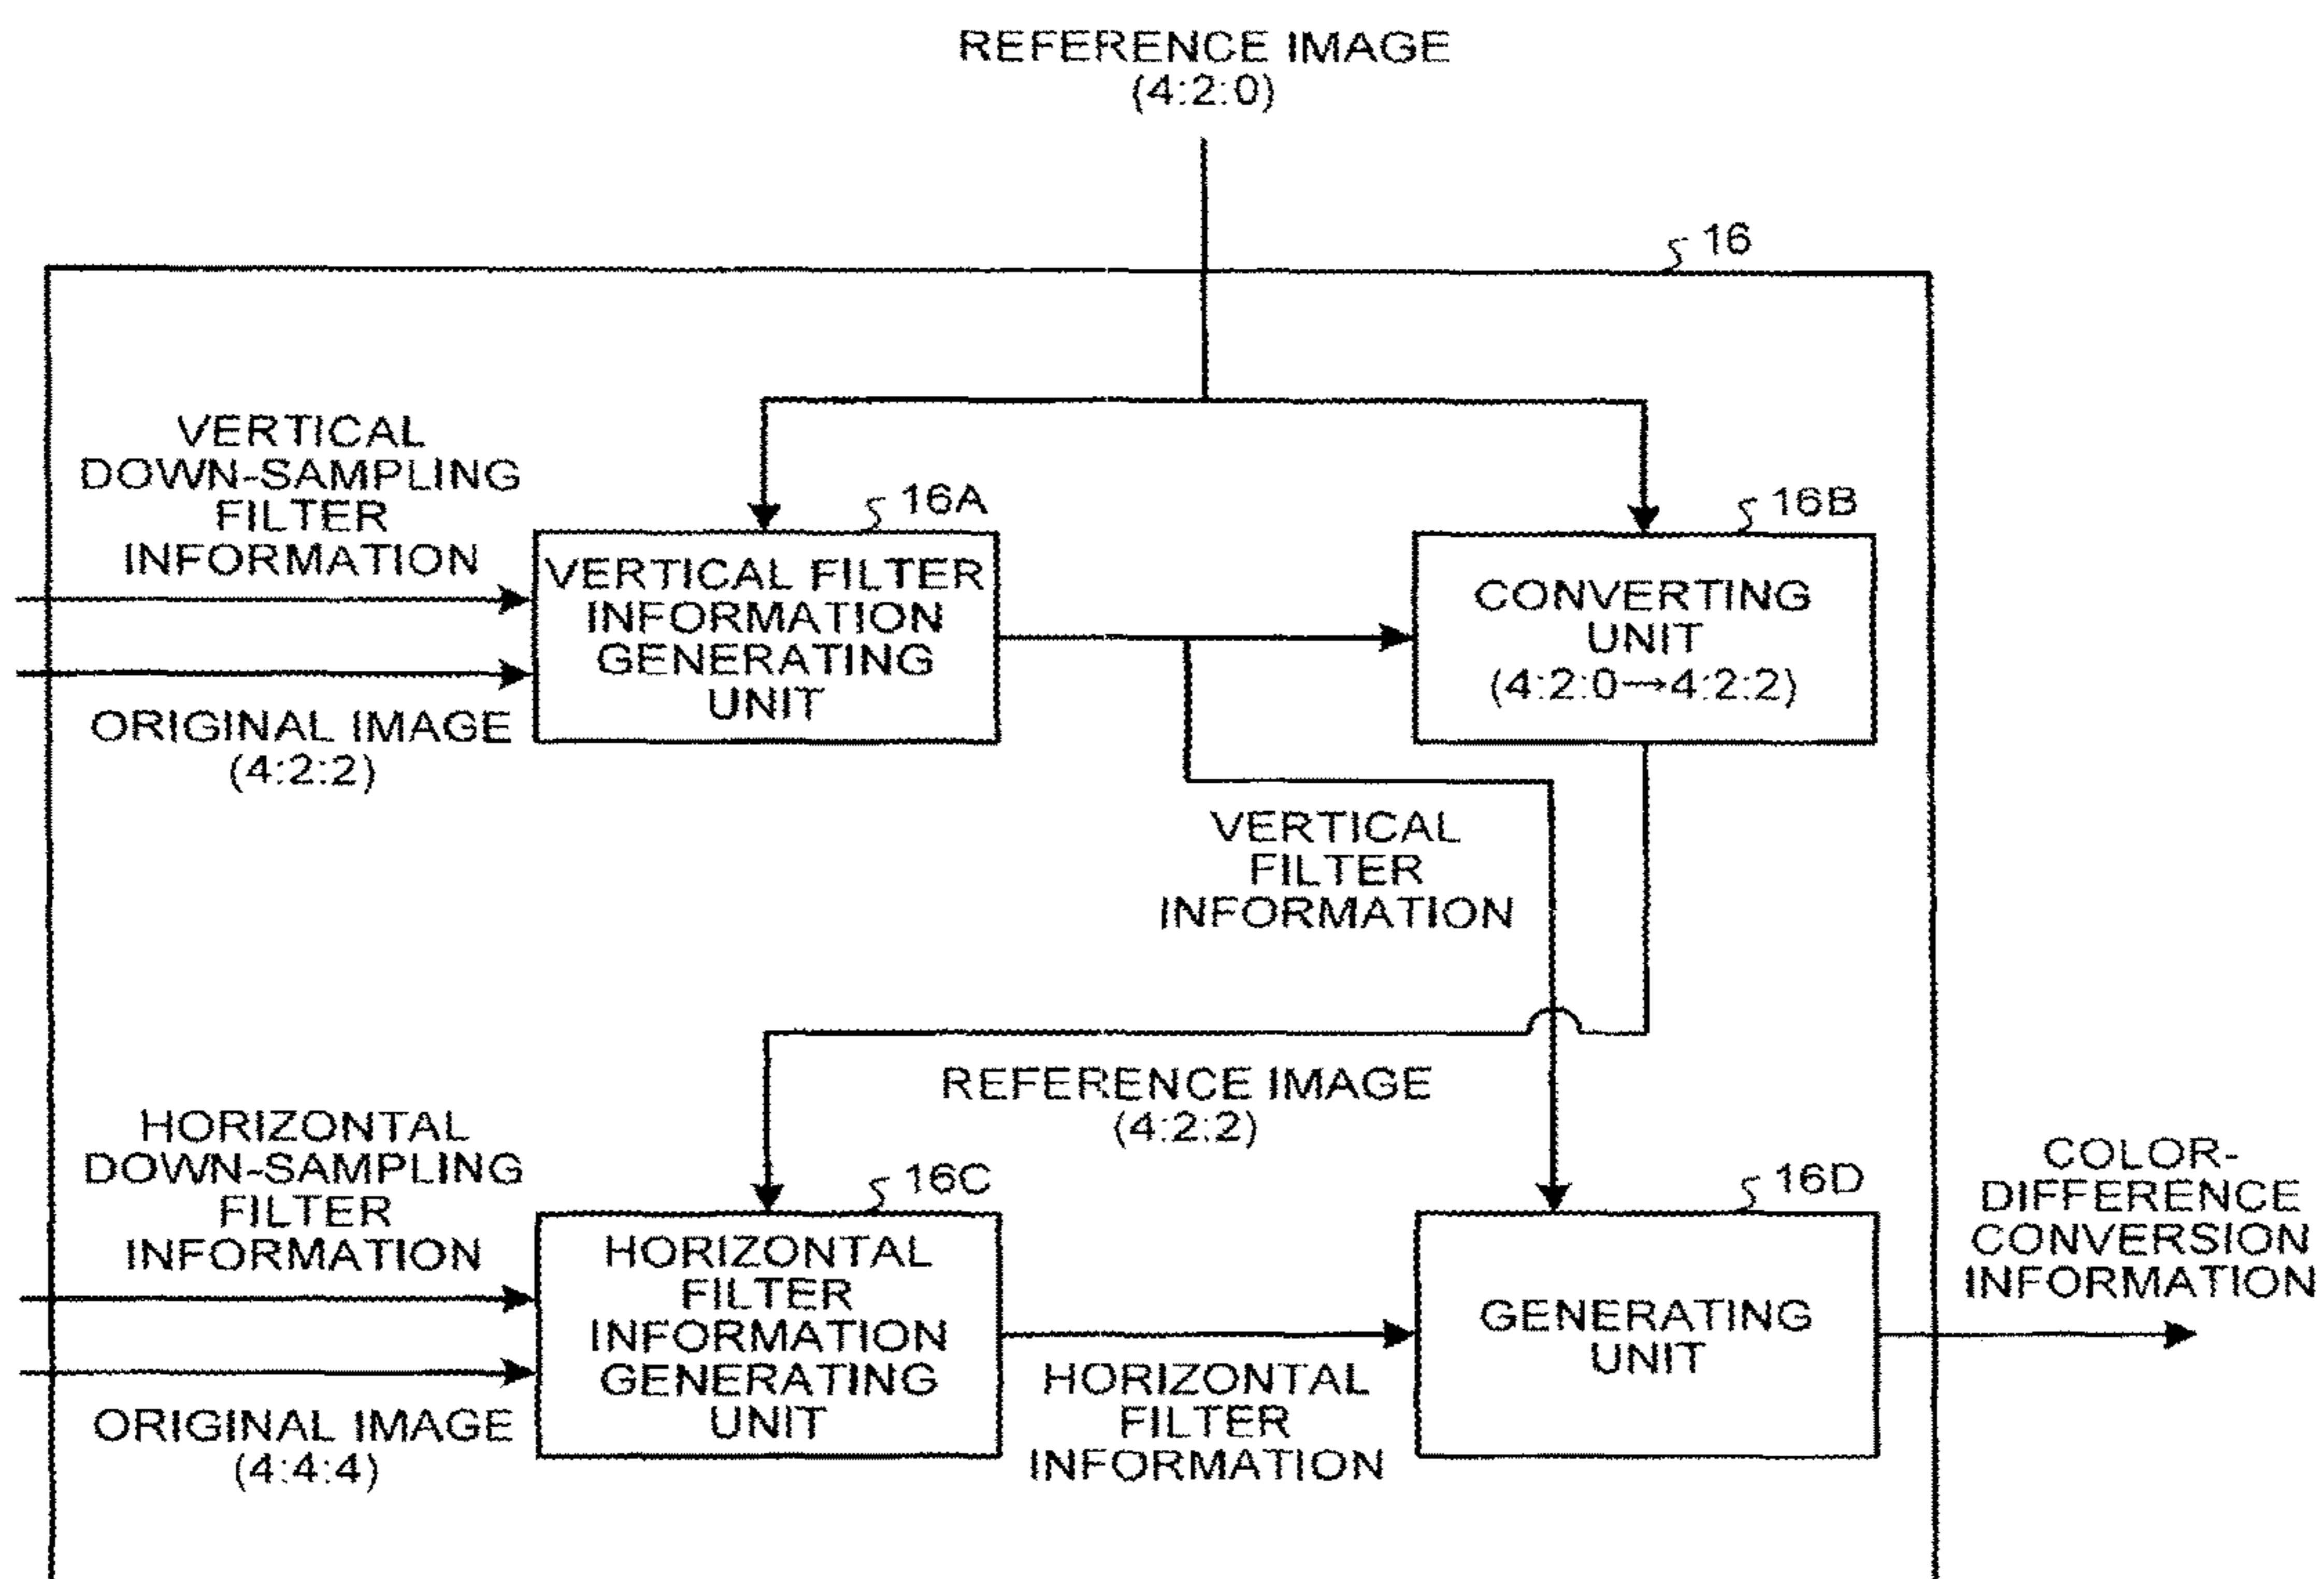 REFERENCE IMAGE
(4:2:0)
16
VERTICAL
DOWN-SAMPLING
FILTER
INFORMATION
ORIGINAL IMAGE
(4:2:2)
16A
VERTICAL FILTER
INFORMATION
GENERATING
UNIT
16B
CONVERTING
UNIT
(4:2:0→4:2:2)
VERTICAL
FILTER
INFORMATION
REFERENCE IMAGE
(4:2:2)
HORIZONTAL
DOWN-SAMPLING
FILTER
INFORMATION
ORIGINAL IMAGE
(4:4:4)
16C
HORIZONTAL
FILTER
INFORMATION
GENERATING
UNIT
HORIZONTAL
FILTER
INFORMATION
16D
GENERATING
UNIT
COLOR-
DIFFERENCE
CONVERSION
INFORMATION